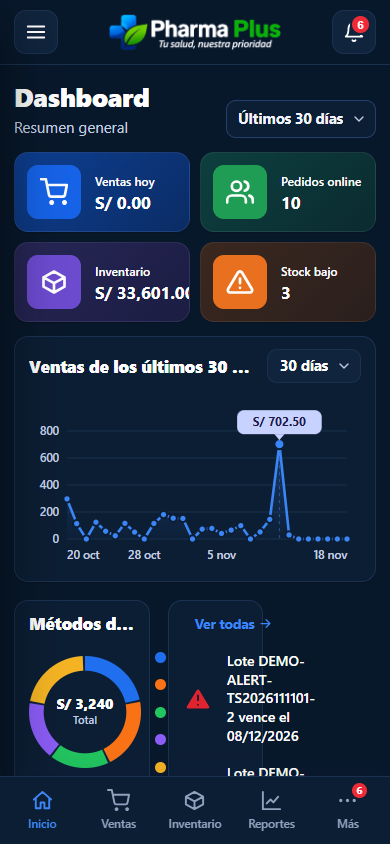 Pharma Plus
Tu salud, nuestra prioridad
6
Dashboard
Resumen general
Últimos 30 días
Ventas hoy
S/ 0.00
Pedidos online
10
Inventario
S/ 33,601.00
Stock bajo
3
Ventas de los últimos 30 ...
30 días
S/ 702.50
800
600
400
200
0
20 oct
28 oct
5 nov
18 nov
Métodos d...
S/ 3,240
Total
Ver todas →
Lote DEMO-
ALERT-
TS2026111101-
2 vence el
08/12/2026
Lote DEMO-
Inicio
Ventas
Inventario
Reportes
6
Más